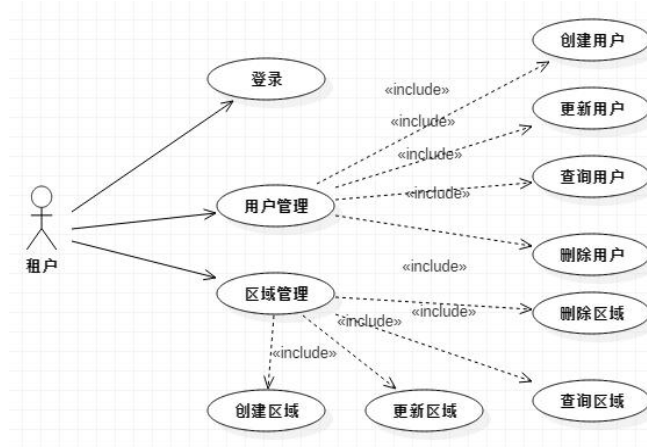 创建用户
登录
«include»
更新用户
«include»
«include»
查询用户
«include»
用户管理
租户
删除用户
«include»
区域管理
删除区域
«include»
«include»
«include»
创建区域
更新区域
查询区域